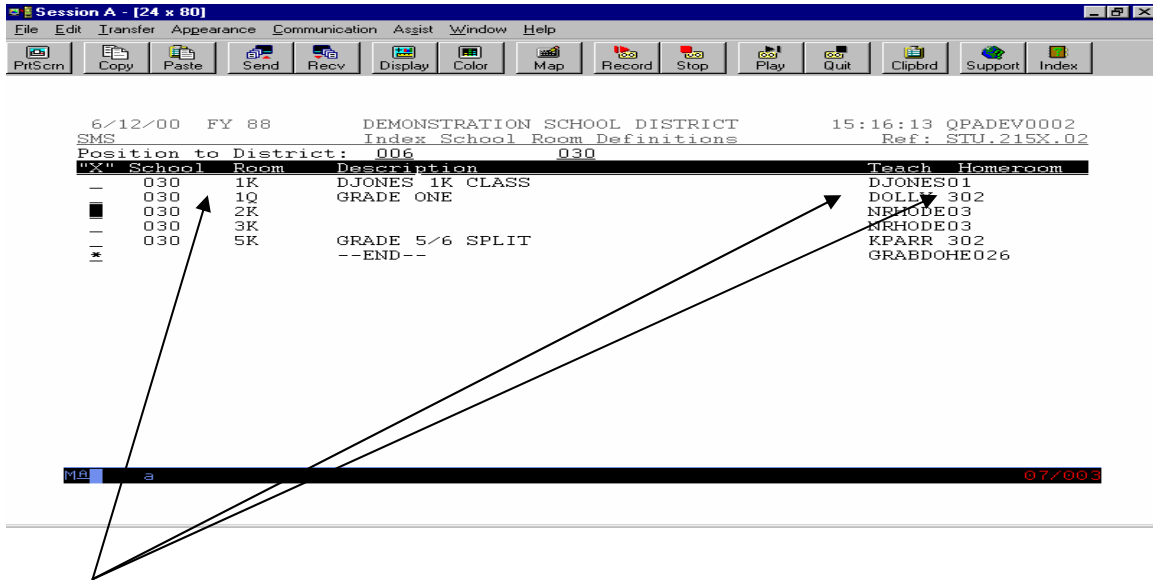 Session A - [24 x 80]
File Edit Transfer Appearance Communication Assist Window Help
PrtScrn Copy Paste Send Recv Display Color Map Record Stop Play Quit Clipbrd Support Index
6/12/00 FY 88 DEMONSTRATION SCHOOL DISTRICT 15:16:13 QPADEV0002
SMS Index School Room Definitions Ref: STU.215X.02
Position to District: 006 030
"X" School Room Description Teach Homeroom
_ 030 1K DJONES 1K CLASS DJONES01
030 1Q GRADE ONE DOLLY 302
030 2K NRHODE03
_ 030 3K NRHODE03
_ 030 5K GRADE 5/6 SPLIT KPARR 302
* --END-- GRABDOHE026
MA a 07/003